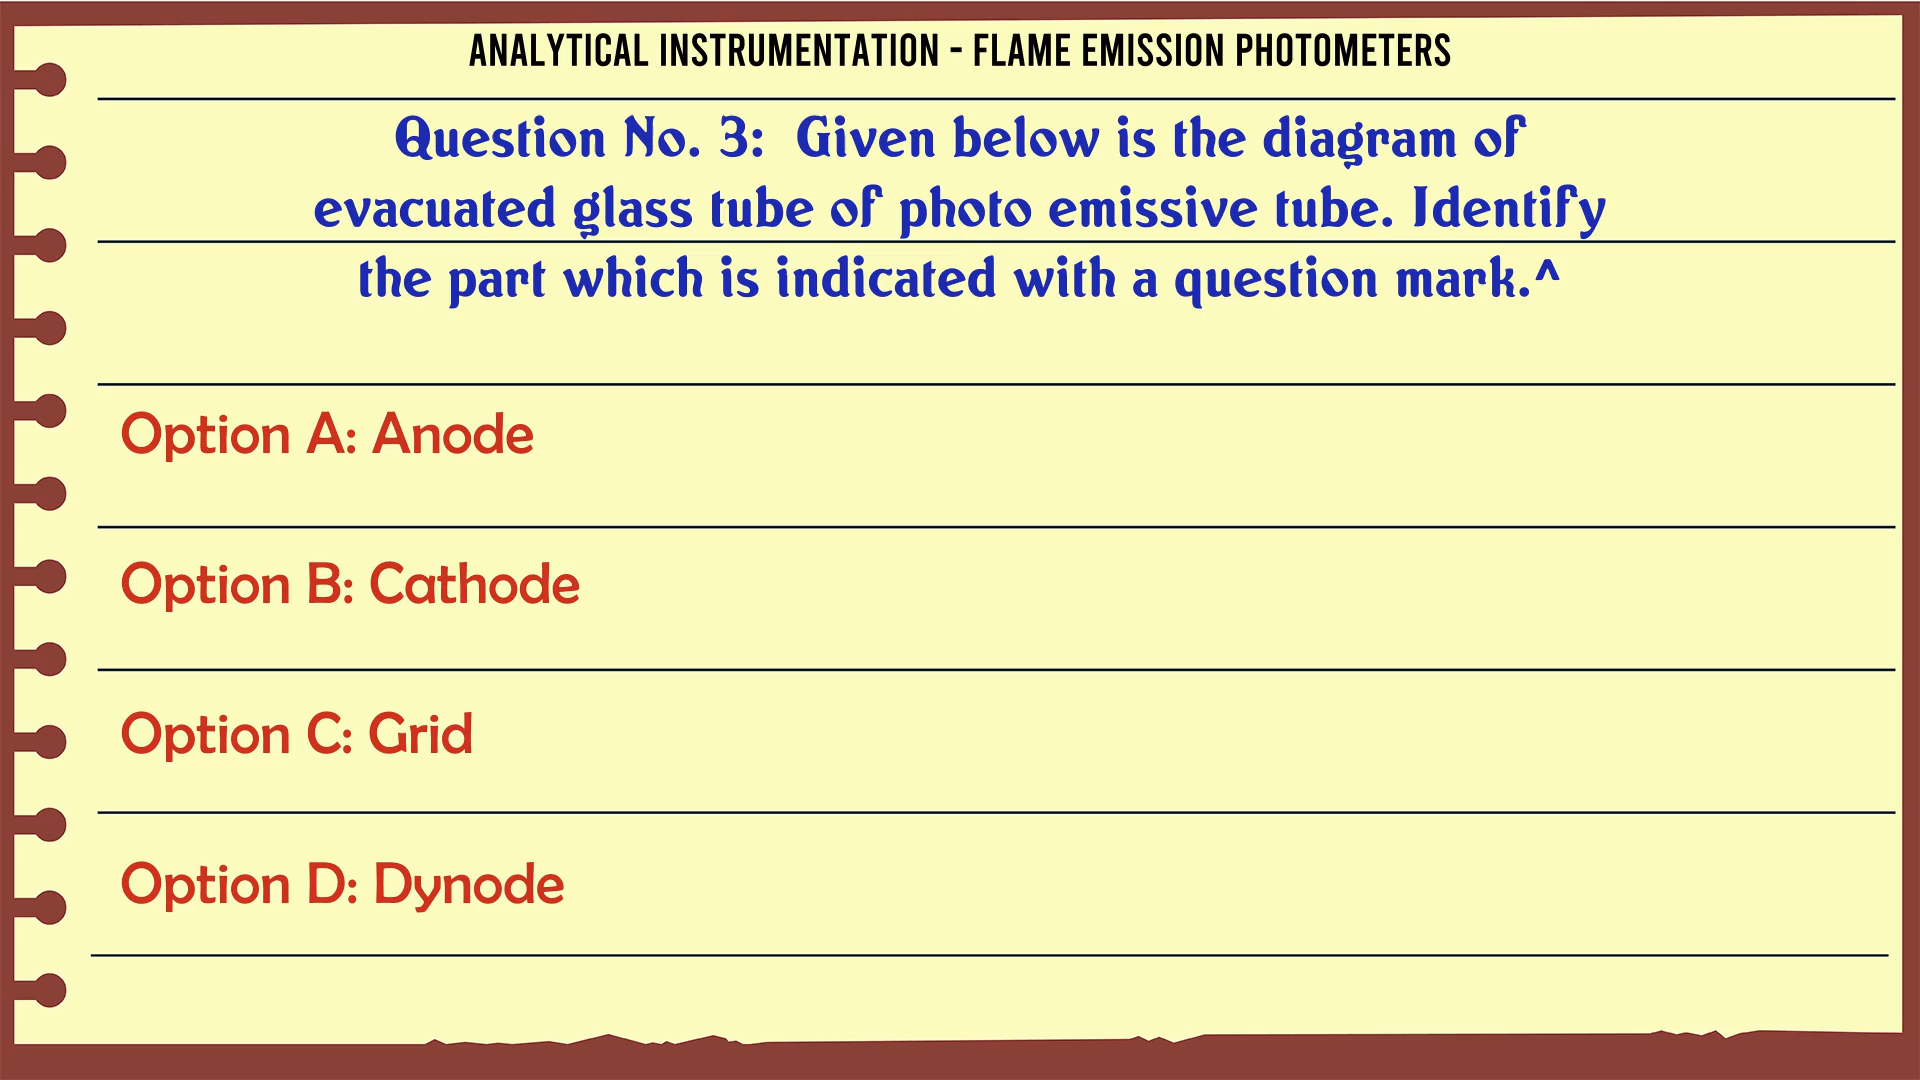 ANALYTICAL INSTRUMENTATION - FLAME EMISSION PHOTOMETERS
Question No. 3: Given below is the diagram of
evacuated glass tube of photo emissive tube. Identify
the part which is indicated with a question mark.^
Option A: Anode
Option B: Cathode
Option C: Grid
Option D: Dynode